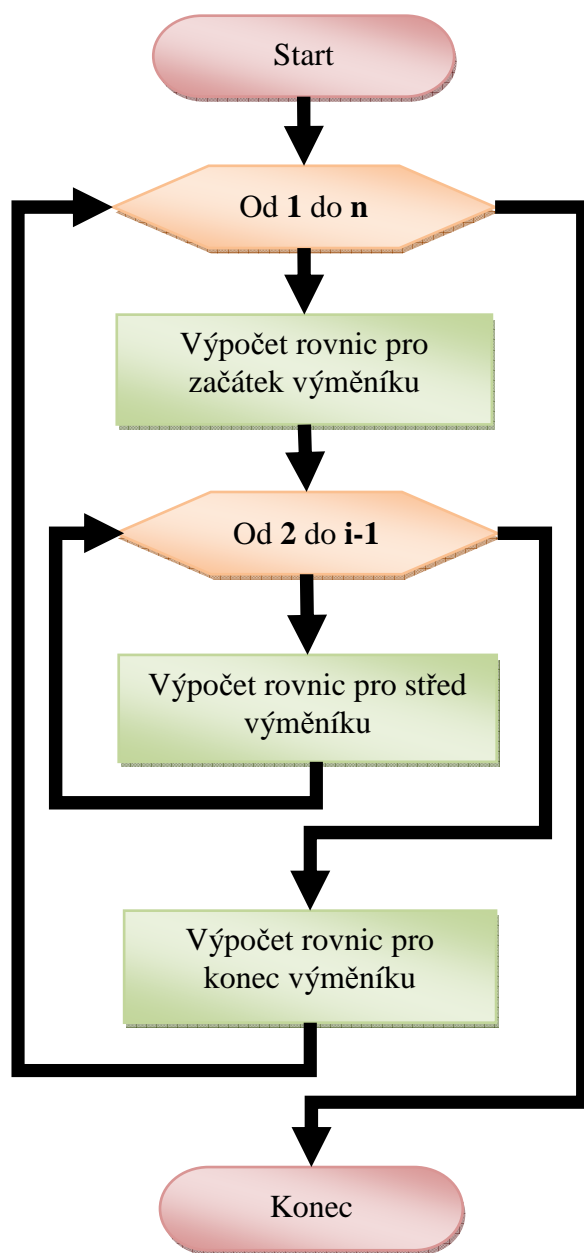 Start
Od 1 do n
Výpočet rovnic pro
začátek výměníku
Od 2 do i-1
Výpočet rovnic pro střed
výměníku
Výpočet rovnic pro
konec výměníku
Konec